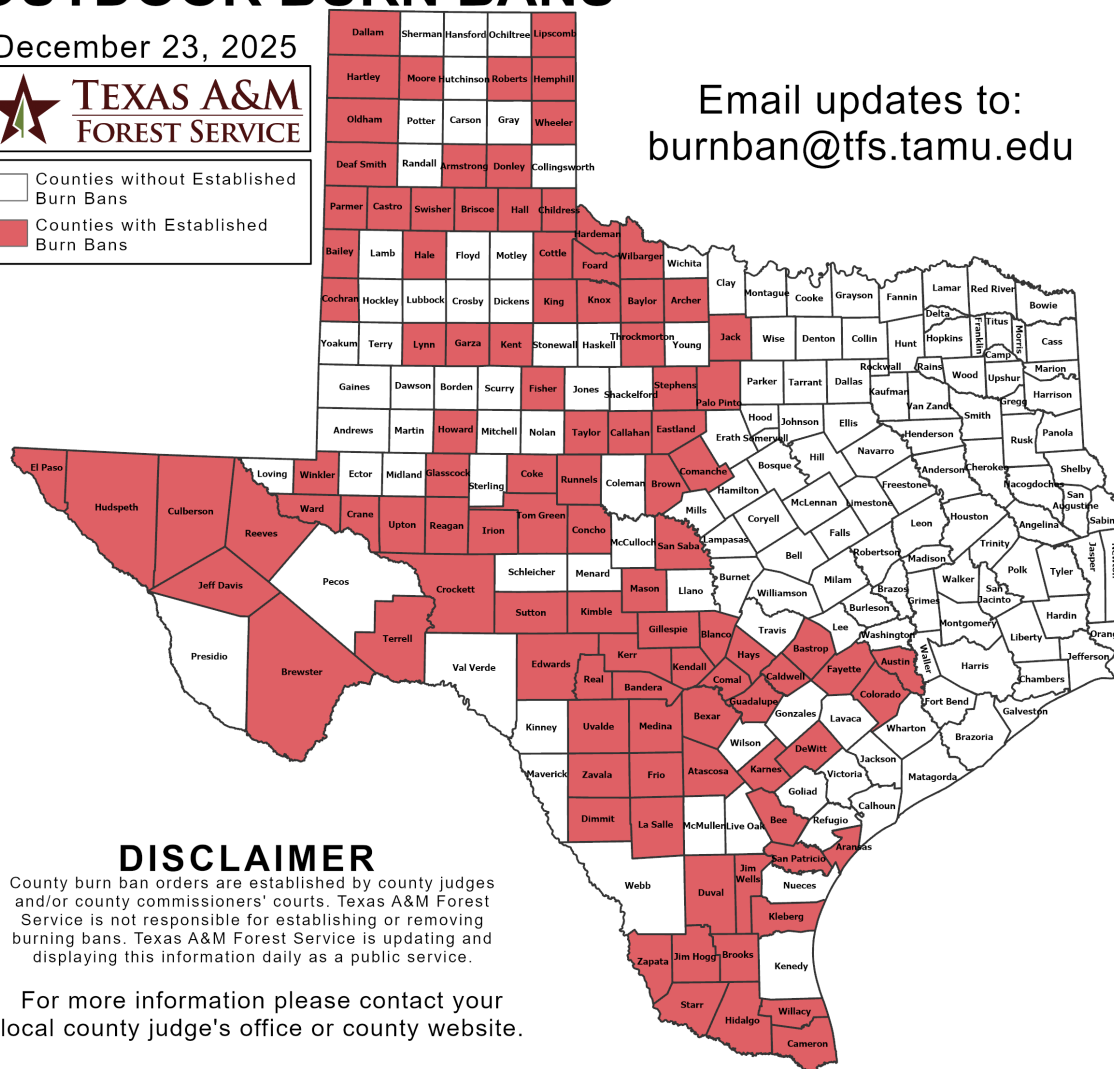 OUTDOOR BURN BANS
December 23, 2025
TEXAS A&M
FOREST SERVICE
Counties without Established
Burn Bans
Counties with Established
Burn Bans
Email updates to:
burnban@tfs.tamu.edu
Dallam Sherman Hansford Ochiltree Lipscomb
Hartley Moore Hutchinson Roberts Hemphill
Oldham Potter Carson Gray Wheeler
Deaf Smith Randall Armstrong Donley Collingsworth
Parmer Castro Swisher Briscoe Hall Childress
Hardeman
Bailey Lamb Hale Floyd Motley Cottle Foard Wilbarger Wichita
Clay Montague Cooke Grayson Fannin Lamar Red River Bowie
Cochran Hockley Lubbock Crosby Dickens King Knox Baylor Archer
Delta Franklin Titus Morris Cass
Yoakum Terry Lynn Garza Kent Stonewall Haskell Throckmorton Young Jack Wise Denton Collin Hunt Hopkins
Camp
Rockwall Rains Wood Upshur Marion
Gaines Dawson Borden Scurry Fisher Jones Shackelford Stephens Palo Pinto Parker Tarrant Dallas Kaufman Van Zandt Gregg Harrison
Smith
Andrews Martin Howard Mitchell Nolan Taylor Callahan Eastland Erath Somervell Hood Johnson Ellis Henderson Rusk Panola
Navarro
El Paso Loving Winkler Ector Midland Glasscock Sterling Coke Runnels Coleman Brown Comanche Bosque Hill Anderson Cherokee Shelby
Nacogdoches
Hudspeth Culberson Ward Crane Upton Reagan Irion Tom Green Concho Mills Hamilton McLennan Limestone Freestone San
Augustine
Reeves McCulloch San Saba Lampasas Coryell Falls Leon Houston Angelina
Trinity
Jeff Davis Pecos Crockett Schleicher Menard Mason Llano Burnet Bell Milam Robertson Madison Polk Tyler Jasper
Williamson Brazos Grimes Walker San
Jacinto
Terrell Sutton Kimble Gillespie Blanco Travis Burleson Lee Washington Montgomery Hardin
Liberty
Presidio Brewster Val Verde Edwards Real Kerr Kendall Hays Bastrop Fayette Austin Waller Harris Jefferson
Bandera Comal Caldwell Colorado Chambers
Kinney Uvalde Medina Bexar Guadalupe Gonzales Lavaca Fort Bend Galveston
Wilson DeWitt Wharton Brazoria
Maverick Zavala Frio Atascosa Karnes Victoria Jackson Matagorda
Goliad Calhoun
Dimmit La Salle McMullen Live Oak Bee Refugio
Aransas
San Patricio
Webb Duval Jim
Wells Nueces
Kleberg
Zapata Jim Hogg Brooks Kenedy
Starr Hidalgo Willacy
Cameron
DISCLAIMER
County burn ban orders are established by county judges
and/or county commissioners' courts. Texas A&M Forest
Service is not responsible for establishing or removing
burning bans. Texas A&M Forest Service is updating and
displaying this information daily as a public service.
For more information please contact your
local county judge's office or county website.